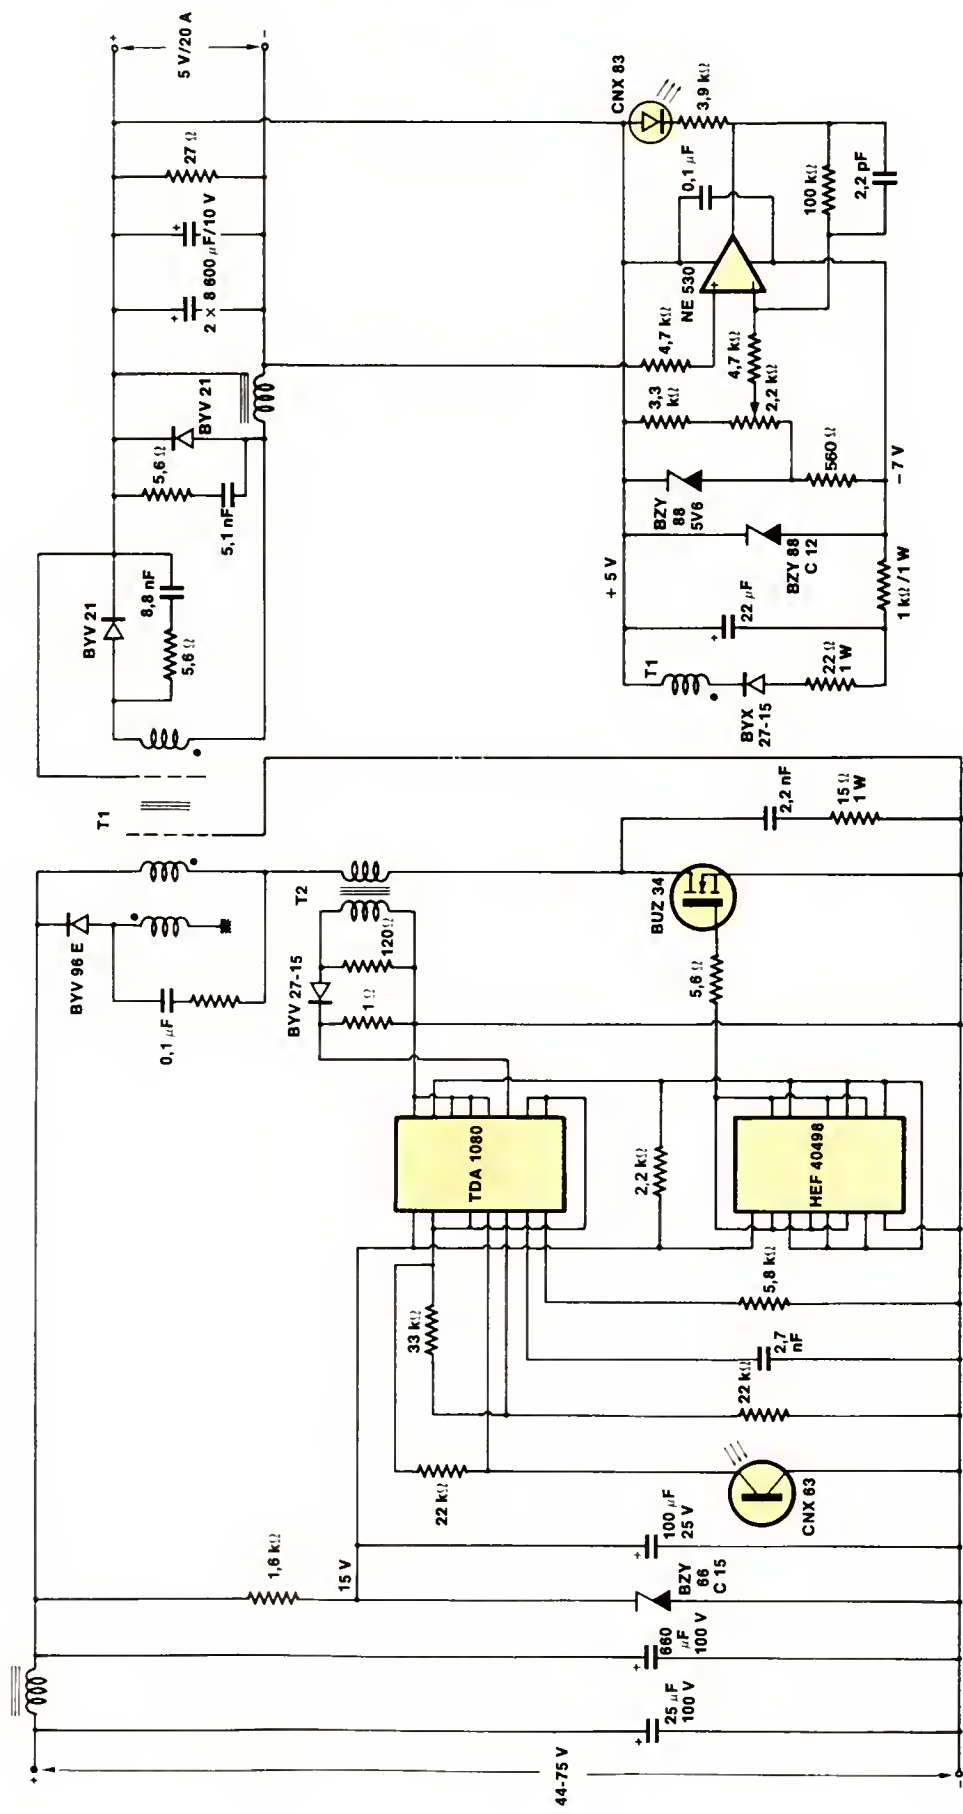 44-75 V
+
-
25 µF
100 V
+
660
µF
100 V
+
BZY
66
C 15
1,6 kΩ
15 V
100 µF
25 V
+
22 kΩ
CNX 63
33 kΩ
22 kΩ
2,7
nF
5,8 kΩ
TDA 1080
2,2 kΩ
HEF 40498
0,1 µF
BYV 96 E
BYV 27-15
1 Ω
120Ω
T2
5,6 Ω
BUZ 34
2,2 nF
15 Ω
1 W
T1
BYV 21
5,6Ω
8,8 nF
5,1 nF
5,6 Ω
BYV 21
+
+
2 × 8 600 µF/10 V
27 Ω
+
5 V/20 A
-
T1
BYX
27-15
22 Ω
1 W
+
22 µF
+ 5 V
1 kΩ/1 W
BZY 88
C 12
BZY
88
5V6
560 Ω
- 7 V
3,3
kΩ
2,2 kΩ
4,7 kΩ
4,7 kΩ
+
-
NE 530
0,1 µF
100 kΩ
2,2 pF
3,9 kΩ
CNX 83